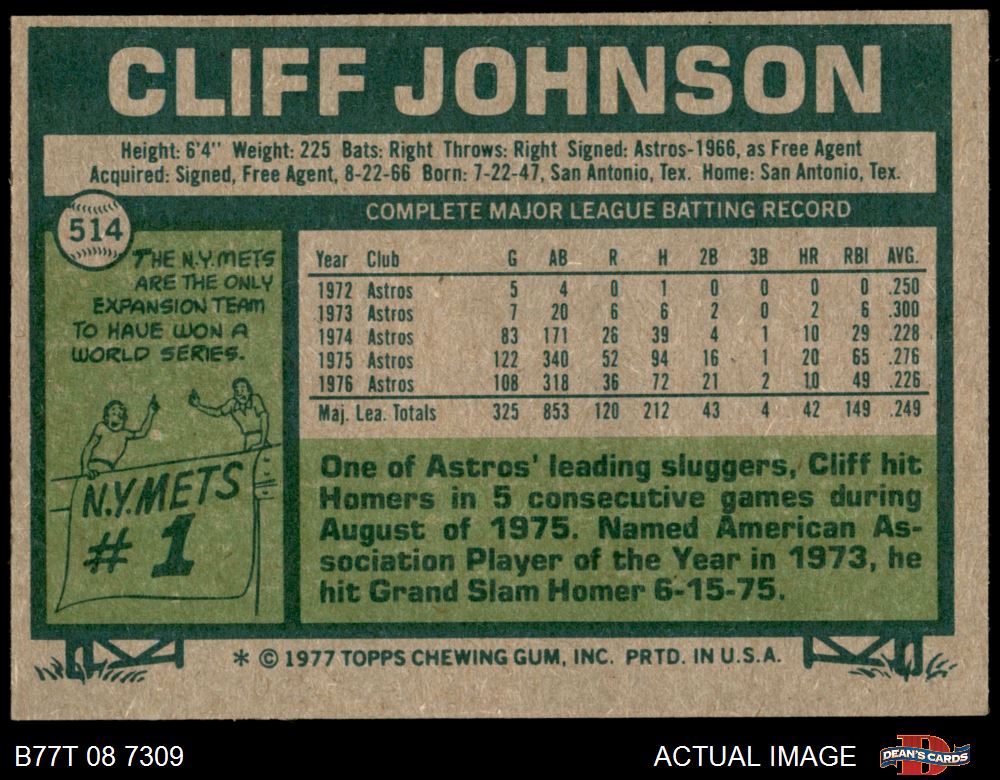 CLIFF JOHNSON
Height: 6'4" Weight: 225 Bats: Right Throws: Right Signed: Astros-1966, as Free Agent
Acquired: Signed, Free Agent, 8-22-66 Born: 7-22-47, San Antonio, Tex. Home: San Antonio, Tex.
514
THE N.Y. METS
ARE THE ONLY
EXPANSION TEAM
TO HAVE WON A
WORLD SERIES.
N.Y. METS
# 1
COMPLETE MAJOR LEAGUE BATTING RECORD
Year Club G AB R H 2B 3B HR RBI AVG.
1972 Astros 5 4 0 1 0 0 0 0 .250
1973 Astros 7 20 6 6 2 0 2 6 .300
1974 Astros 83 171 26 39 4 1 10 29 .228
1975 Astros 122 340 52 94 16 1 20 65 .276
1976 Astros 108 318 36 72 21 2 10 49 .226
Maj. Lea. Totals 325 853 120 212 43 4 42 149 .249
One of Astros' leading sluggers, Cliff hit
Homers in 5 consecutive games during
August of 1975. Named American As-
sociation Player of the Year in 1973, he
hit Grand Slam Homer 6-15-75.
* © 1977 TOPPS CHEWING GUM, INC. PRTD. IN U.S.A.
B77T 08 7309
ACTUAL IMAGE
DEAN'S CARDS